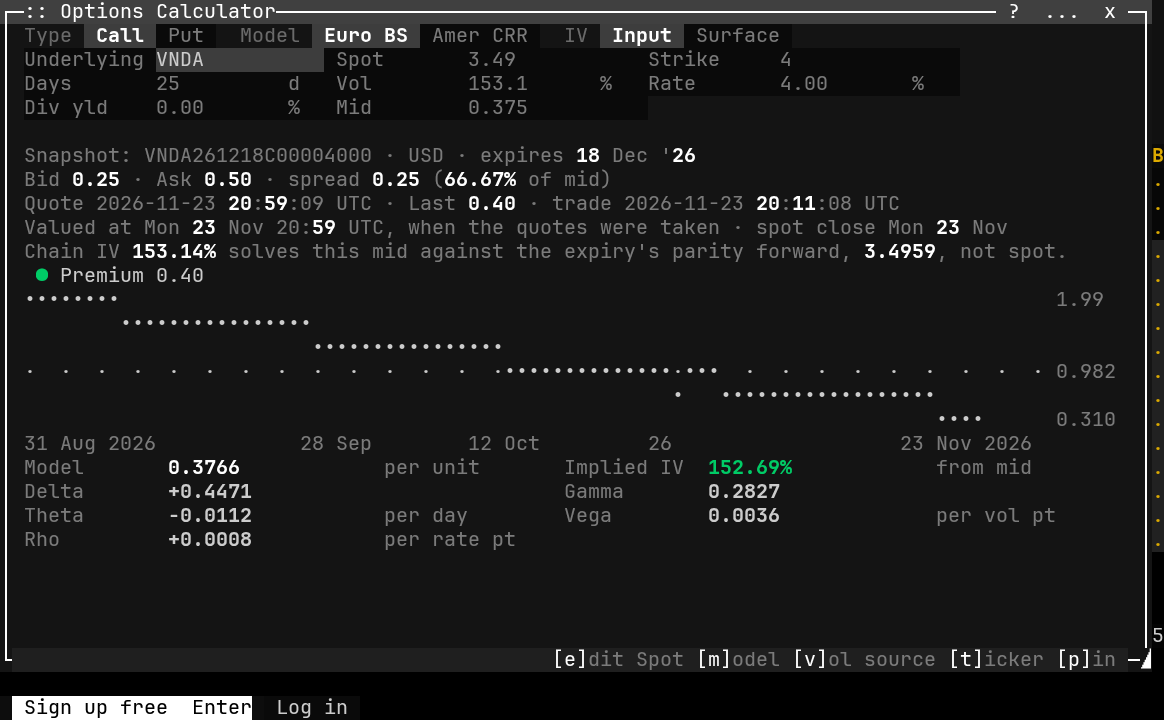 :: Options Calculator ? ... x
Type Call Put Model Euro BS Amer CRR IV Input Surface
Underlying VNDA Spot 3.49 Strike 4
Days 25 d Vol 153.1 % Rate 4.00 %
Div yld 0.00 % Mid 0.375
Snapshot: VNDA261218C00004000 · USD · expires 18 Dec '26
Bid 0.25 · Ask 0.50 · spread 0.25 (66.67% of mid)
Quote 2026-11-23 20:59:09 UTC · Last 0.40 · trade 2026-11-23 20:11:08 UTC
Valued at Mon 23 Nov 20:59 UTC, when the quotes were taken · spot close Mon 23 Nov
Chain IV 153.14% solves this mid against the expiry's parity forward, 3.4959, not spot.
Premium 0.40
1.99
0.982
0.310
31 Aug 2026 28 Sep 12 Oct 26 23 Nov 2026
Model 0.3766 per unit Implied IV 152.69% from mid
Delta +0.4471 Gamma 0.2827
Theta -0.0112 per day Vega 0.0036 per vol pt
Rho +0.0008 per rate pt
[e]dit Spot [m]odel [v]ol source [t]icker [p]in
Sign up free Enter Log in
B
5